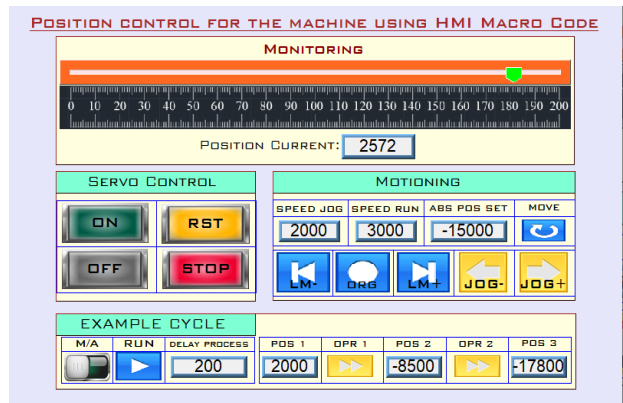 POSITION CONTROL FOR THE MACHINE USING HMI MACRO CODE
MONITORING
0 10 20 30 40 50 60 70 80 90 100 110 120 130 140 150 160 170 180 190 200
POSITION CURRENT: 2572
SERVO CONTROL
ON RST
OFF STOP
MOTIONING
SPEED JOG SPEED RUN ABS POS SET MOVE
2000 3000 -15000
LM- ORG LM+ JOG- JOG+
EXAMPLE CYCLE
M/A RUN DELAY PROCESS POS 1 OPR 1 POS 2 OPR 2 POS 3
200 2000 -8500 -17800